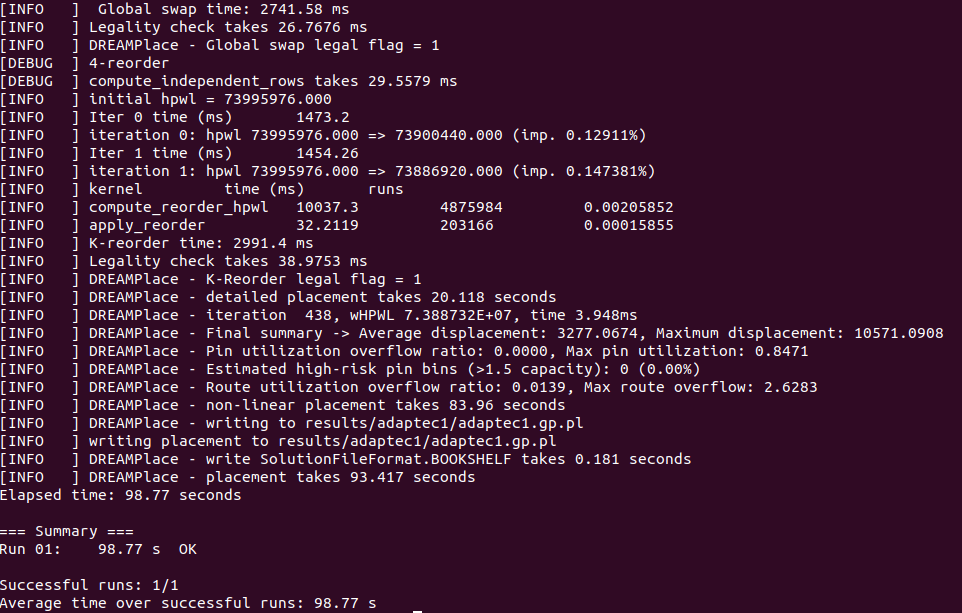 [INFO   ]  Global swap time: 2741.58 ms
[INFO   ] Legality check takes 26.7676 ms
[INFO   ] DREAMPlace - Global swap legal flag = 1
[DEBUG  ] 4-reorder
[DEBUG  ] compute_independent_rows takes 29.5579 ms
[INFO   ] initial hpwl = 73995976.000
[INFO   ] Iter 0 time (ms)       1473.2
[INFO   ] iteration 0: hpwl 73995976.000 => 73900440.000 (imp. 0.12911%)
[INFO   ] Iter 1 time (ms)       1454.26
[INFO   ] iteration 1: hpwl 73995976.000 => 73886920.000 (imp. 0.147381%)
[INFO   ] kernel         time (ms)       runs
[INFO   ] compute_reorder_hpwl   10037.3         4875984         0.00205852
[INFO   ] apply_reorder          32.2119         203166          0.00015855
[INFO   ] K-reorder time: 2991.4 ms
[INFO   ] Legality check takes 38.9753 ms
[INFO   ] DREAMPlace - K-Reorder legal flag = 1
[INFO   ] DREAMPlace - detailed placement takes 20.118 seconds
[INFO   ] DREAMPlace - iteration  438, wHPWL 7.388732E+07, time 3.948ms
[INFO   ] DREAMPlace - Final summary -> Average displacement: 3277.0674, Maximum displacement: 10571.0908
[INFO   ] DREAMPlace - Pin utilization overflow ratio: 0.0000, Max pin utilization: 0.8471
[INFO   ] DREAMPlace - Estimated high-risk pin bins (>1.5 capacity): 0 (0.00%)
[INFO   ] DREAMPlace - Route utilization overflow ratio: 0.0139, Max route overflow: 2.6283
[INFO   ] DREAMPlace - non-linear placement takes 83.96 seconds
[INFO   ] DREAMPlace - writing to results/adaptec1/adaptec1.gp.pl
[INFO   ] writing placement to results/adaptec1/adaptec1.gp.pl
[INFO   ] DREAMPlace - write SolutionFileFormat.BOOKSHELF takes 0.181 seconds
[INFO   ] DREAMPlace - placement takes 93.417 seconds
Elapsed time: 98.77 seconds
=== Summary ===
Run 01:    98.77 s  OK
Successful runs: 1/1
Average time over successful runs: 98.77 s